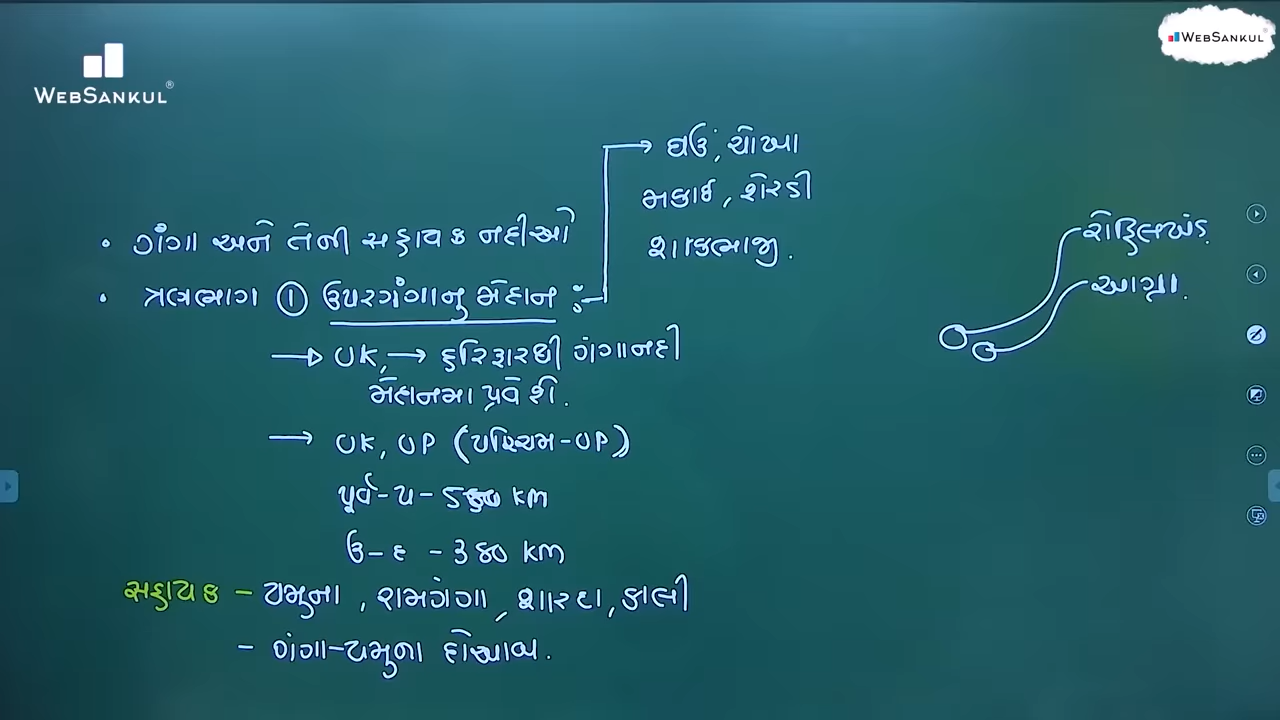 WEBSANKUL®
WEBSANKUL
ઘઉં, ચોખા
મકાઈ, શેરડી
શાકભાજી.
• ગંગા અને તેની સહાયક નદીઓ
• ત્રણભાગ ① ઉપરગંગાનુ મેદાન :-
→ UK, → હરિદ્વારથી ગંગાનદી
મેદાનમા પ્રવેશે.
→ UK, UP (પશ્ચિમ-UP)
પૂર્વ-પ - km
ઉ-દ - 380 km
સહાયક - યમુના, રામગંગા, શારદા, કાલી
- ગંગા-યમુના દોઆબ.
રોહિલખંડ.
આગ્રા.